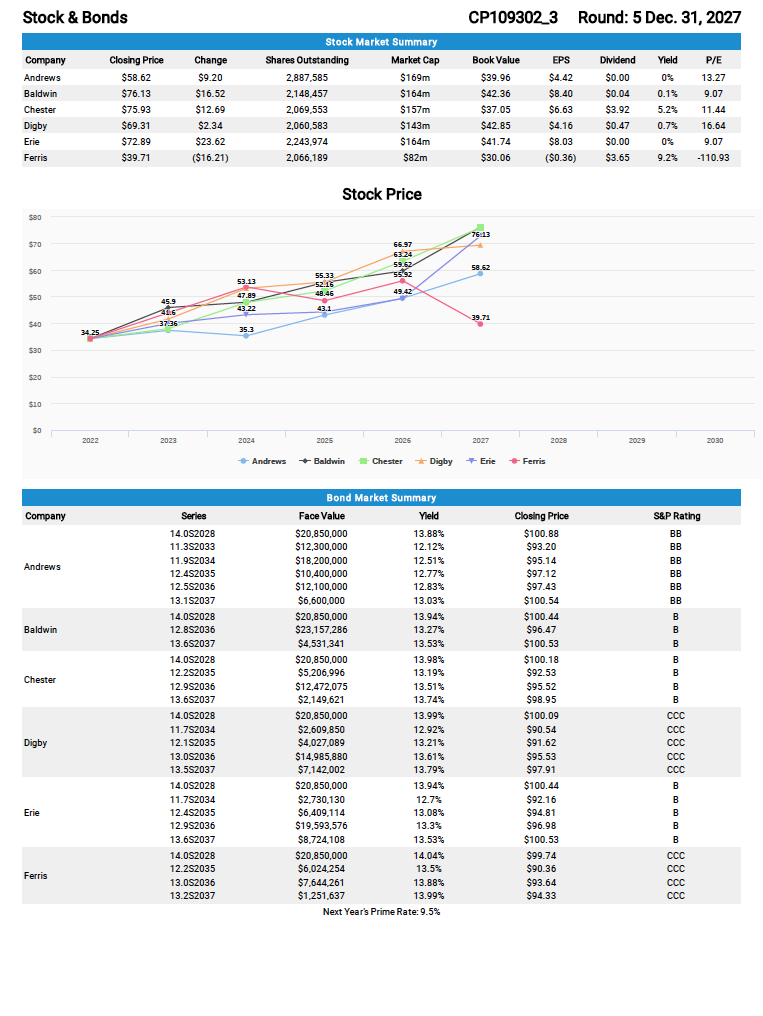 Stock & Bonds CP109302_3 Round: 5 Dec. 31, 2027
Stock Market Summary
Company Closing Price Change Shares Outstanding Market Cap Book Value EPS Dividend Yield P/E
Andrews $58.62 $9.20 2,887,585 $169m $39.96 $4.42 $0.00 0% 13.27
Baldwin $76.13 $16.52 2,148,457 $164m $42.36 $8.40 $0.04 0.1% 9.07
Chester $75.93 $12.69 2,069,553 $157m $37.05 $6.63 $3.92 5.2% 11.44
Digby $69.31 $2.34 2,060,583 $143m $42.85 $4.16 $0.47 0.7% 16.64
Erie $72.89 $23.62 2,243,974 $164m $41.74 $8.03 $0.00 0% 9.07
Ferris $39.71 ($16.21) 2,066,189 $82m $30.06 ($0.36) $3.65 9.2% -110.93
Stock Price
$80
$70
$60
$50
$40
$30
$20
$10
$0
34.25
45.9
41.6
37.36
53.13
47.89
43.22
35.3
55.33
52.16
48.46
43.1
66.97
63.24
59.62
55.92
49.42
76.13
58.62
39.71
2022 2023 2024 2025 2026 2027 2028 2029 2030
Andrews Baldwin Chester Digby Erie Ferris
Bond Market Summary
Company Series Face Value Yield Closing Price S&P Rating
Andrews
14.0S2028 $20,850,000 13.88% $100.88 BB
11.3S2033 $12,300,000 12.12% $93.20 BB
11.9S2034 $18,200,000 12.51% $95.14 BB
12.4S2035 $10,400,000 12.77% $97.12 BB
12.5S2036 $12,100,000 12.83% $97.43 BB
13.1S2037 $6,600,000 13.03% $100.54 BB
Baldwin
14.0S2028 $20,850,000 13.94% $100.44 B
12.8S2036 $23,157,286 13.27% $96.47 B
13.6S2037 $4,531,341 13.53% $100.53 B
Chester
14.0S2028 $20,850,000 13.98% $100.18 B
12.2S2035 $5,206,996 13.19% $92.53 B
12.9S2036 $12,472,075 13.51% $95.52 B
13.6S2037 $2,149,621 13.74% $98.95 B
Digby
14.0S2028 $20,850,000 13.99% $100.09 CCC
11.7S2034 $2,609,850 12.92% $90.54 CCC
12.1S2035 $4,027,089 13.21% $91.62 CCC
13.0S2036 $14,985,880 13.61% $95.53 CCC
13.5S2037 $7,142,002 13.79% $97.91 CCC
Erie
14.0S2028 $20,850,000 13.94% $100.44 B
11.7S2034 $2,730,130 12.7% $92.16 B
12.4S2035 $6,409,114 13.08% $94.81 B
12.9S2036 $19,593,576 13.3% $96.98 B
13.6S2037 $8,724,108 13.53% $100.53 B
Ferris
14.0S2028 $20,850,000 14.04% $99.74 CCC
12.2S2035 $6,024,254 13.5% $90.36 CCC
13.0S2036 $7,644,261 13.88% $93.64 CCC
13.2S2037 $1,251,637 13.99% $94.33 CCC
Next Year's Prime Rate: 9.5%